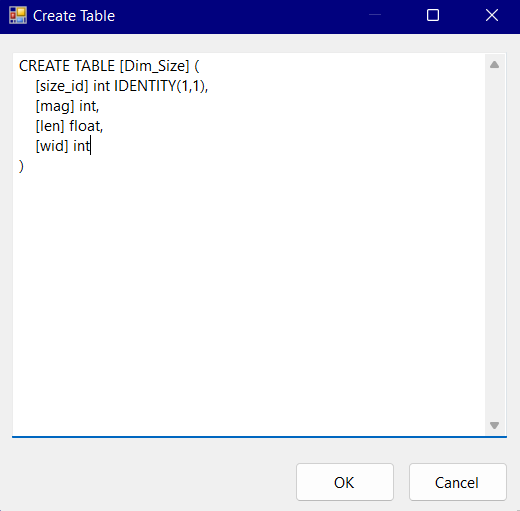 Create Table
CREATE TABLE [Dim_Size] (
    [size_id] int IDENTITY(1,1),
    [mag] int,
    [len] float,
    [wid] int
)
OK
Cancel